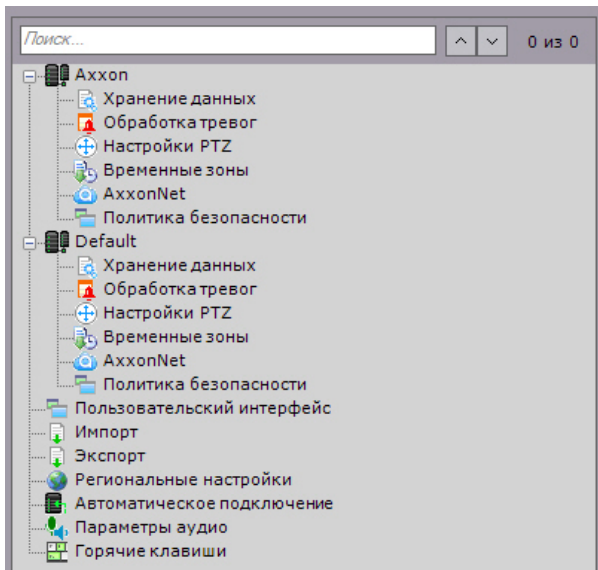 Поиск...
0 из 0
Axxon
Хранение данных
Обработка тревог
Настройки PTZ
Временные зоны
AxxonNet
Политика безопасности
Default
Хранение данных
Обработка тревог
Настройки PTZ
Временные зоны
AxxonNet
Политика безопасности
Пользовательский интерфейс
Импорт
Экспорт
Региональные настройки
Автоматическое подключение
Параметры аудио
Горячие клавиши